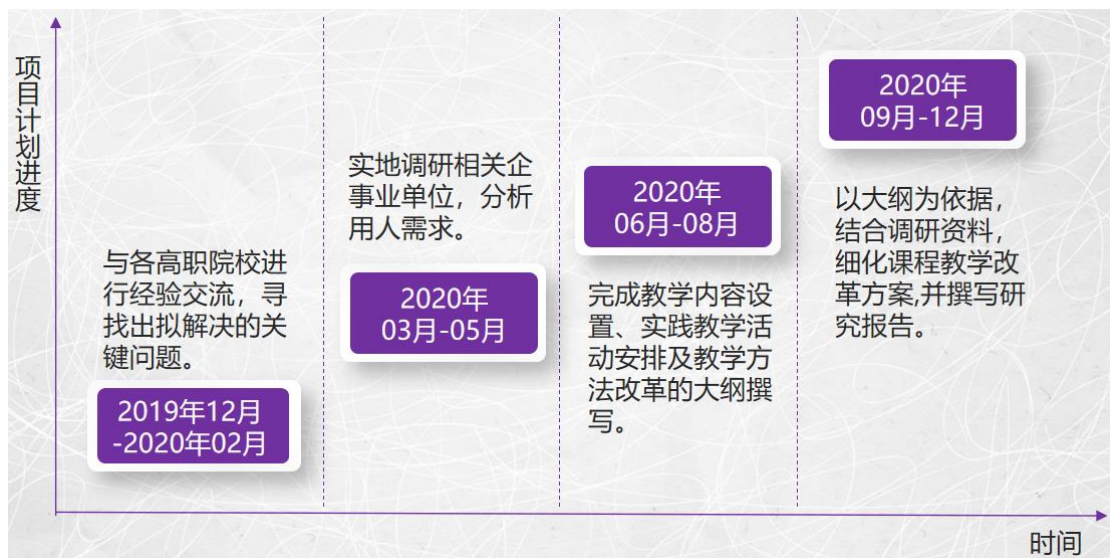 项目计划进度
与各高职院校进
行经验交流，寻
找出拟解决的关
键问题。
2019年12月
-2020年02月
实地调研相关企
事业单位，分析
用人需求。
2020年
03月-05月
2020年
06月-08月
完成教学内容设
置、实践教学活
动安排及教学方
法改革的大纲撰
写。
2020年
09月-12月
以大纲为依据，
结合调研资料，
细化课程教学改
革方案,并撰写研
究报告。
时间